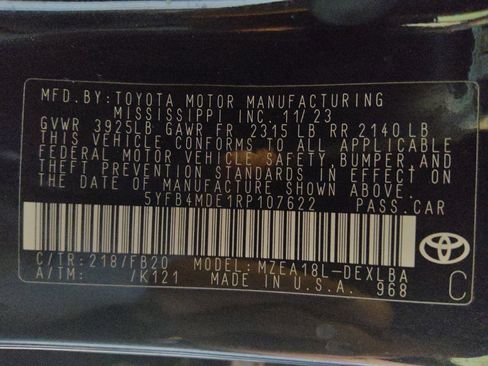 MFD.BY:TOYOTA MOTOR MANUFACTURING
MISSISSIPPI INC. 11/23
GVWR 3925LB GAWR FR 2315 LB RR 2140 LB
THIS VEHICLE CONFORMS TO ALL APPLICABLE
FEDERAL MOTOR VEHICLE SAFETY, BUMPER AND
THEFT PREVENTION STANDARDS IN EFFECT ON
THE DATE OF MANUFACTURE SHOWN ABOVE.
5YFB4MDE1RP107622 PASS.CAR
C/TR:218/FB20 MODEL:MZEA18L-DEXLBA
A/TM: /K121 MADE IN U.S.A. 968
TOYOTA
C